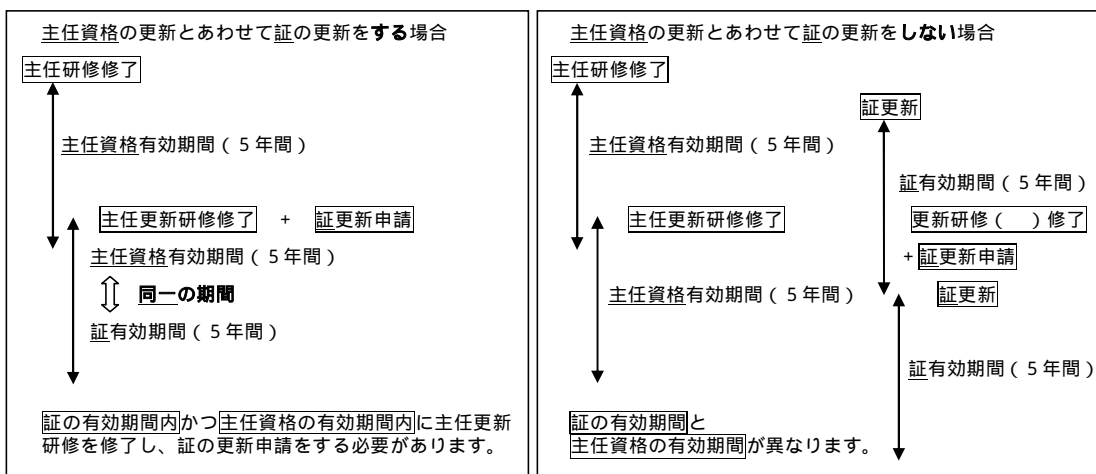 主任資格の更新とあわせて証の更新をする場合
主任研修修了
主任資格有効期間（５年間）
主任更新研修修了 + 証更新申請
主任資格有効期間（５年間）
同一の期間
証有効期間（５年間）
証の有効期間内かつ主任資格の有効期間内に主任更新
研修を修了し、証の更新申請をする必要があります。
主任資格の更新とあわせて証の更新をしない場合
主任研修修了
証更新
主任資格有効期間（５年間）
証有効期間（５年間）
主任更新研修修了
更新研修（　）修了
+ 証更新申請
主任資格有効期間（５年間）
証更新
証有効期間（５年間）
証の有効期間と
主任資格の有効期間が異なります。